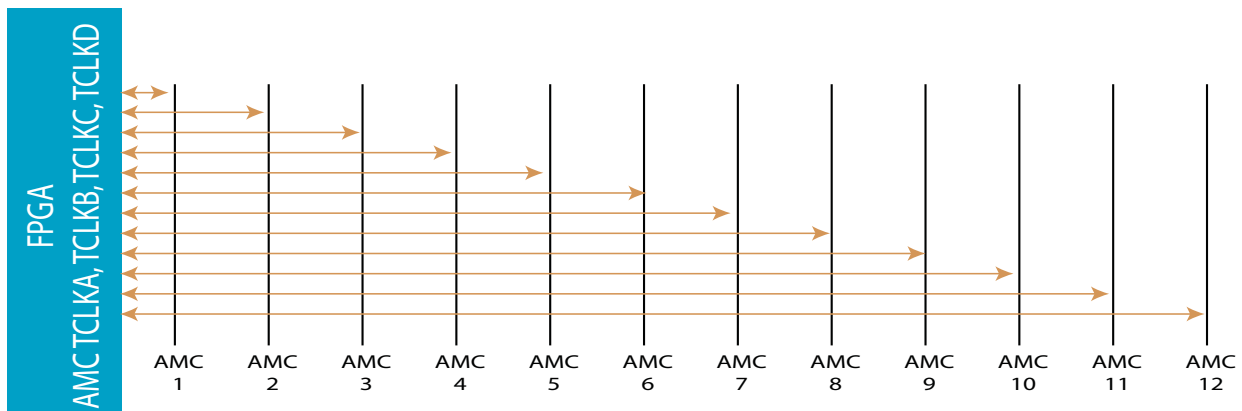 FPGA
AMC TCLKA, TCLKB, TCLKC, TCLKD
AMC 1
AMC 2
AMC 3
AMC 4
AMC 5
AMC 6
AMC 7
AMC 8
AMC 9
AMC 10
AMC 11
AMC 12